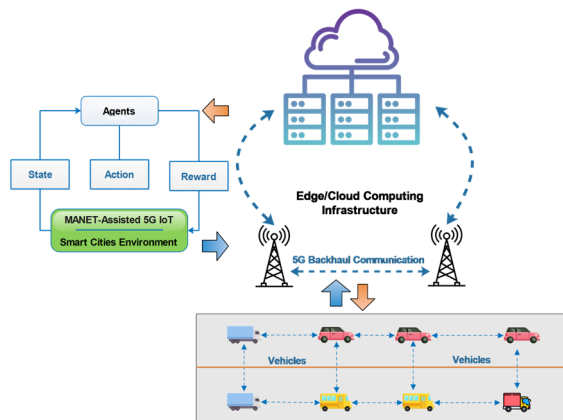 Agents
State
Action
Reward
MANET-Assisted 5G IoT
Smart Cities Environment
Edge/Cloud Computing
Infrastructure
5G Backhaul Communication
Vehicles
Vehicles